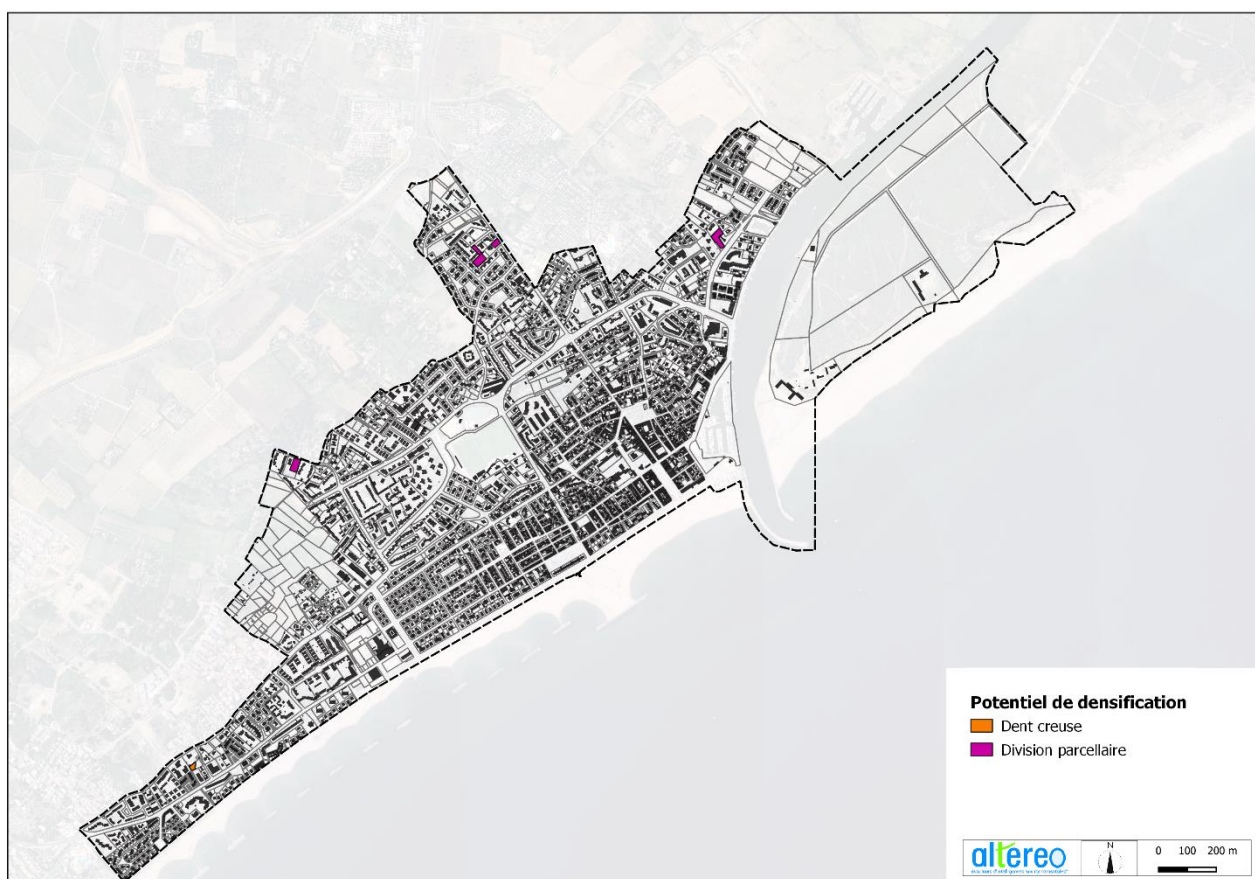 Potentiel de densification
Dent creuse
Division parcellaire
altereo
N
0 100 200 m